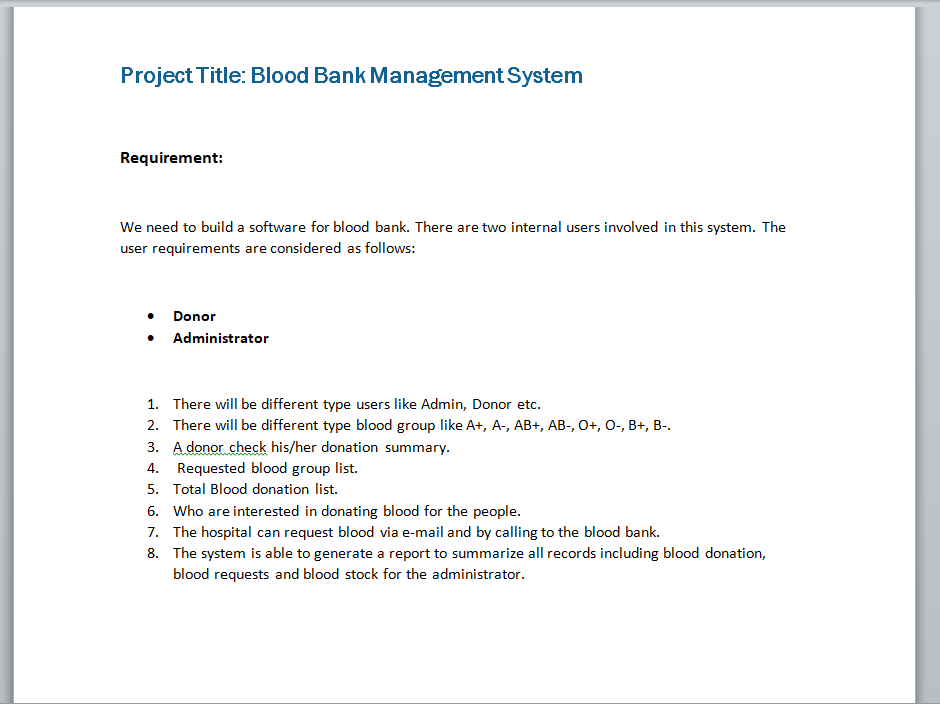 Project Title: Blood Bank Management System
Requirement:
We need to build a software for blood bank. There are two internal users involved in this system. The
user requirements are considered as follows:
• Donor
• Administrator
1. There will be different type users like Admin, Donor etc.
2. There will be different type blood group like A+, A-, AB+, AB-, O+, O-, B+, B-.
3. A donor check his/her donation summary.
4. Requested blood group list.
5. Total Blood donation list.
6. Who are interested in donating blood for the people.
7. The hospital can request blood via e-mail and by calling to the blood bank.
8. The system is able to generate a report to summarize all records including blood donation,
blood requests and blood stock for the administrator.